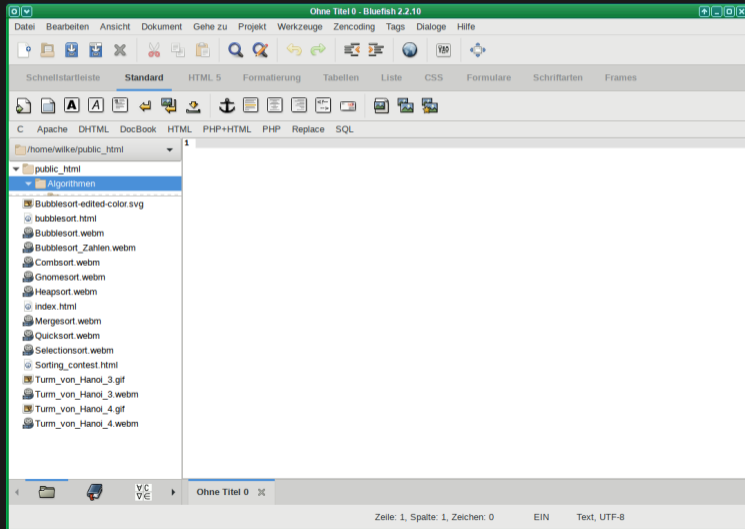 Ohne Titel 0 - Bluefish 2.2.10
Datei Bearbeiten Ansicht Dokument Gehe zu Projekt Werkzeuge Zencoding Tags Dialoge Hilfe
Schnellstartleiste Standard HTML 5 Formatierung Tabellen Liste CSS Formulare Schriftarten Frames
C Apache DHTML DocBook HTML PHP+HTML PHP Replace SQL
/home/wilke/public_html
1
public_html
Algorithmen
Bubblesort-edited-color.svg
bubblesort.html
Bubblesort.webm
Bubblesort_Zahlen.webm
Combsort.webm
Gnomesort.webm
Heapsort.webm
index.html
Mergesort.webm
Quicksort.webm
Selectionsort.webm
Sorting_contest.html
Turm_von_Hanoi_3.gif
Turm_von_Hanoi_3.webm
Turm_von_Hanoi_4.gif
Turm_von_Hanoi_4.webm
Ohne Titel 0
Zeile: 1, Spalte: 1, Zeichen: 0 EIN Text, UTF-8